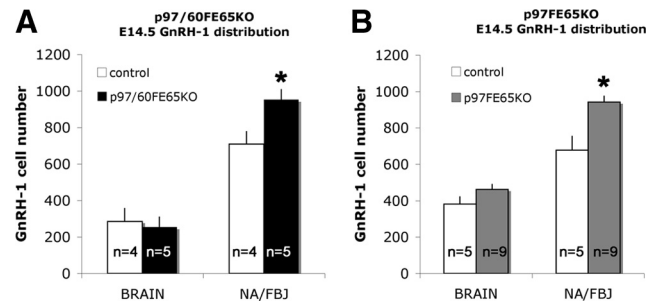 A
p97/60FE65KO
E14.5 GnRH-1 distribution
GnRH-1 cell number
1200
1000
800
600
400
200
0
control
p97/60FE65KO
*
n=4 n=5
n=4 n=5
BRAIN NA/FBJ
B
p97FE65KO
E14.5 GnRH-1 distribution
GnRH-1 cell number
1200
1000
800
600
400
200
0
control
p97FE65KO
*
n=5 n=9
n=5 n=9
BRAIN NA/FBJ